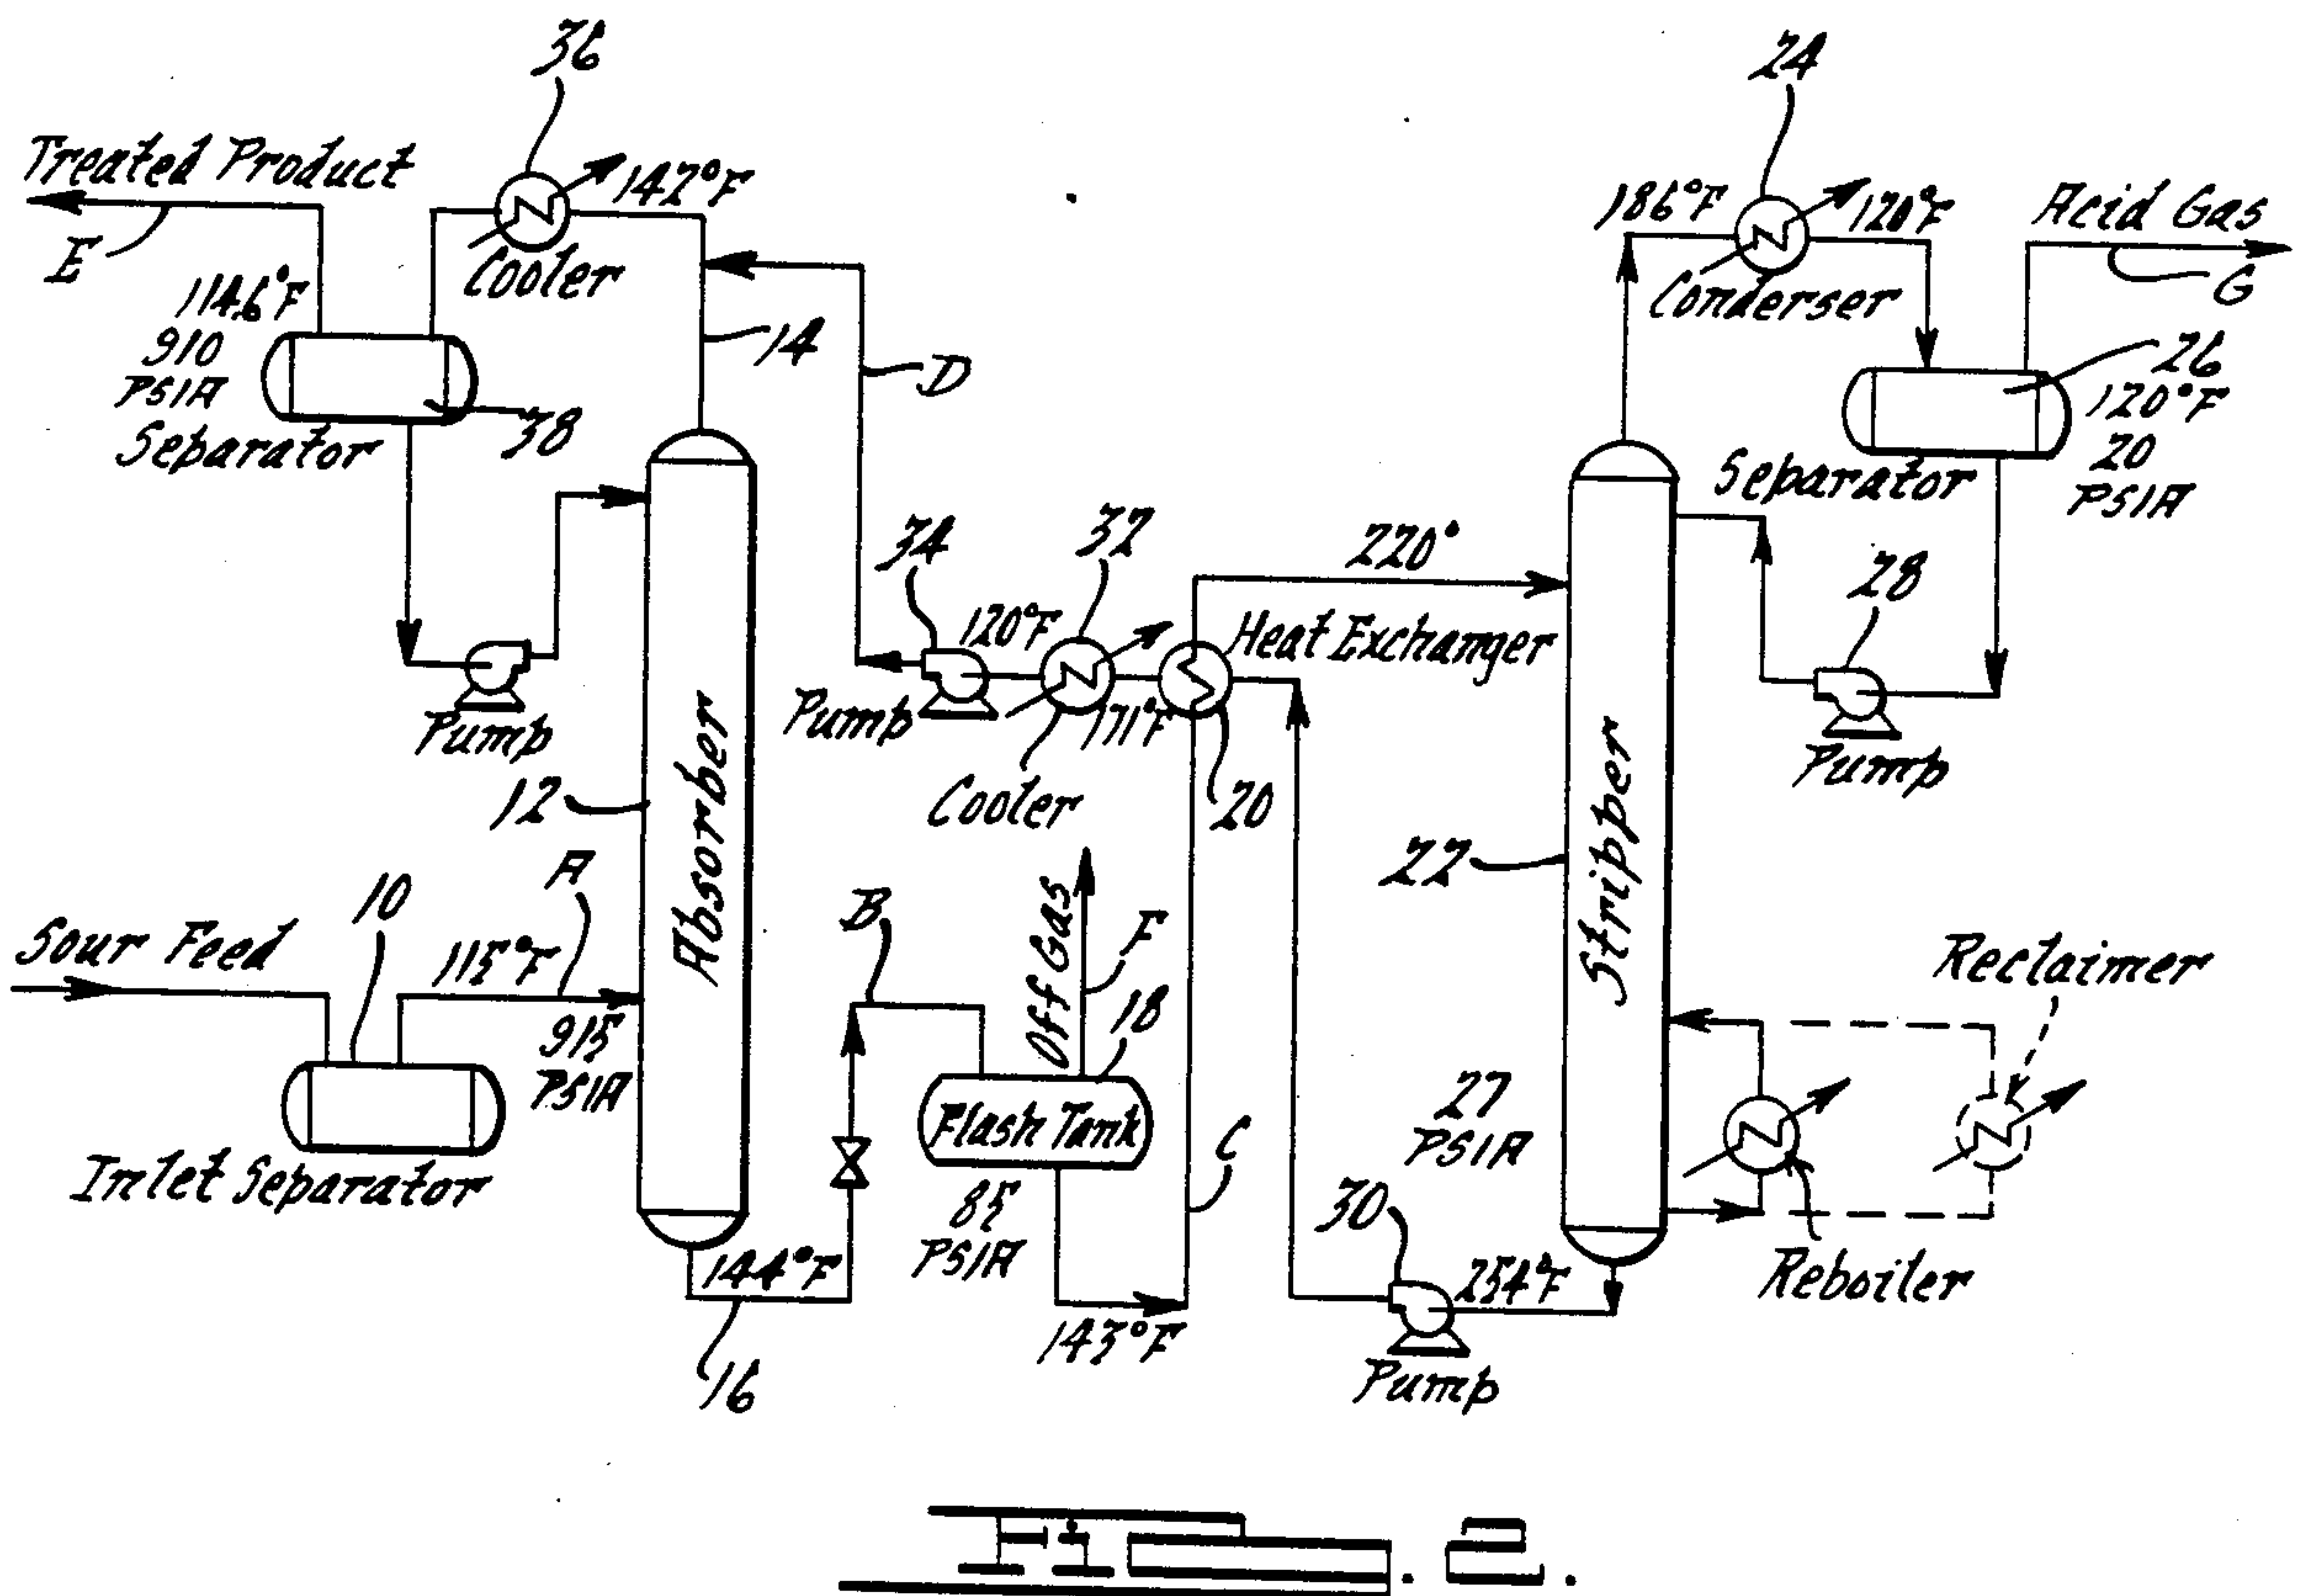 36
24
Treated Product
142°F
186°F
120°F
Acid Gas
E
Cooler
Conderser
G
114.6°F
910
PSIA
Separator
38
14
D
26
120°F
20
PSIA
Separator
34
32
220°
28
120°F
Heat Exchanger
Pump
Pump
171°F
Pump
12
Absorber
Cooler
20
22
Stripper
A
10
B
Off Gas
F
18
Sour Feed
115°F
915
PSIA
Reclaimer
Flash Tank
27
PSIA
C
Inlet Separator
85
PSIA
30
144°F
254°F
Reboiler
143°F
16
Pump
Fig. 2.